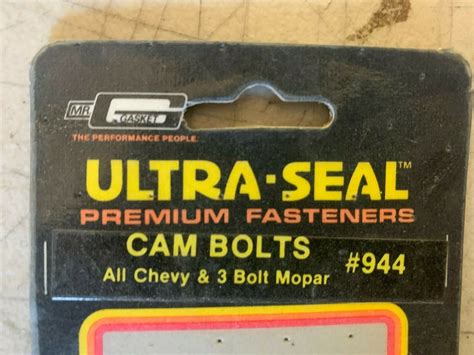 MR. GASKET
THE PERFORMANCE PEOPLE.
ULTRA-SEAL™
PREMIUM FASTENERS
CAM BOLTS
All Chevy & 3 Bolt Mopar
#944